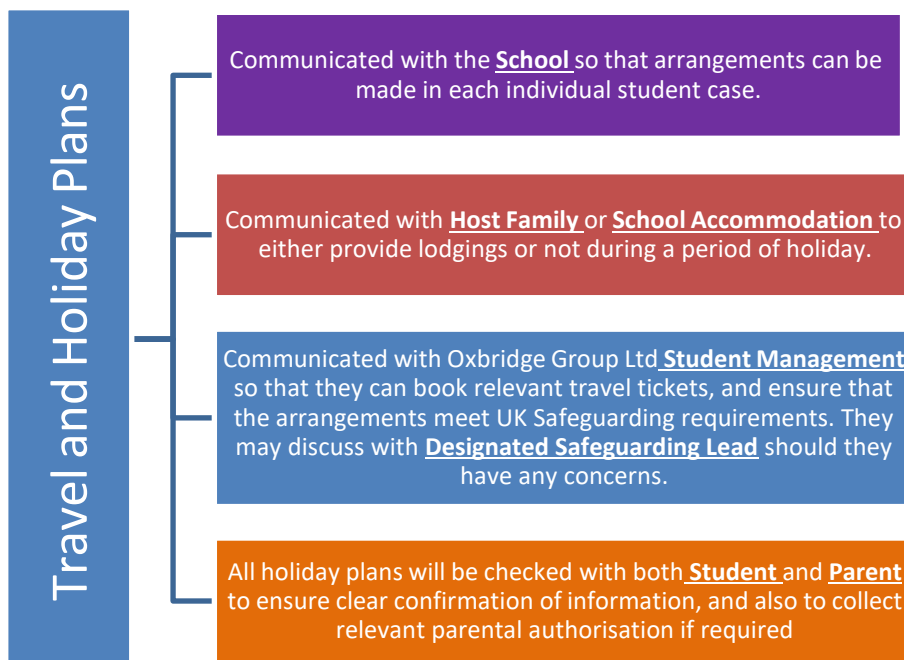 Travel and Holiday Plans
Communicated with the School so that arrangements can be
made in each individual student case.
Communicated with Host Family or School Accommodation to
either provide lodgings or not during a period of holiday.
Communicated with Oxbridge Group Ltd Student Management
so that they can book relevant travel tickets, and ensure that
the arrangements meet UK Safeguarding requirements. They
may discuss with Designated Safeguarding Lead should they
have any concerns.
All holiday plans will be checked with both Student and Parent
to ensure clear confirmation of information, and also to collect
relevant parental authorisation if required